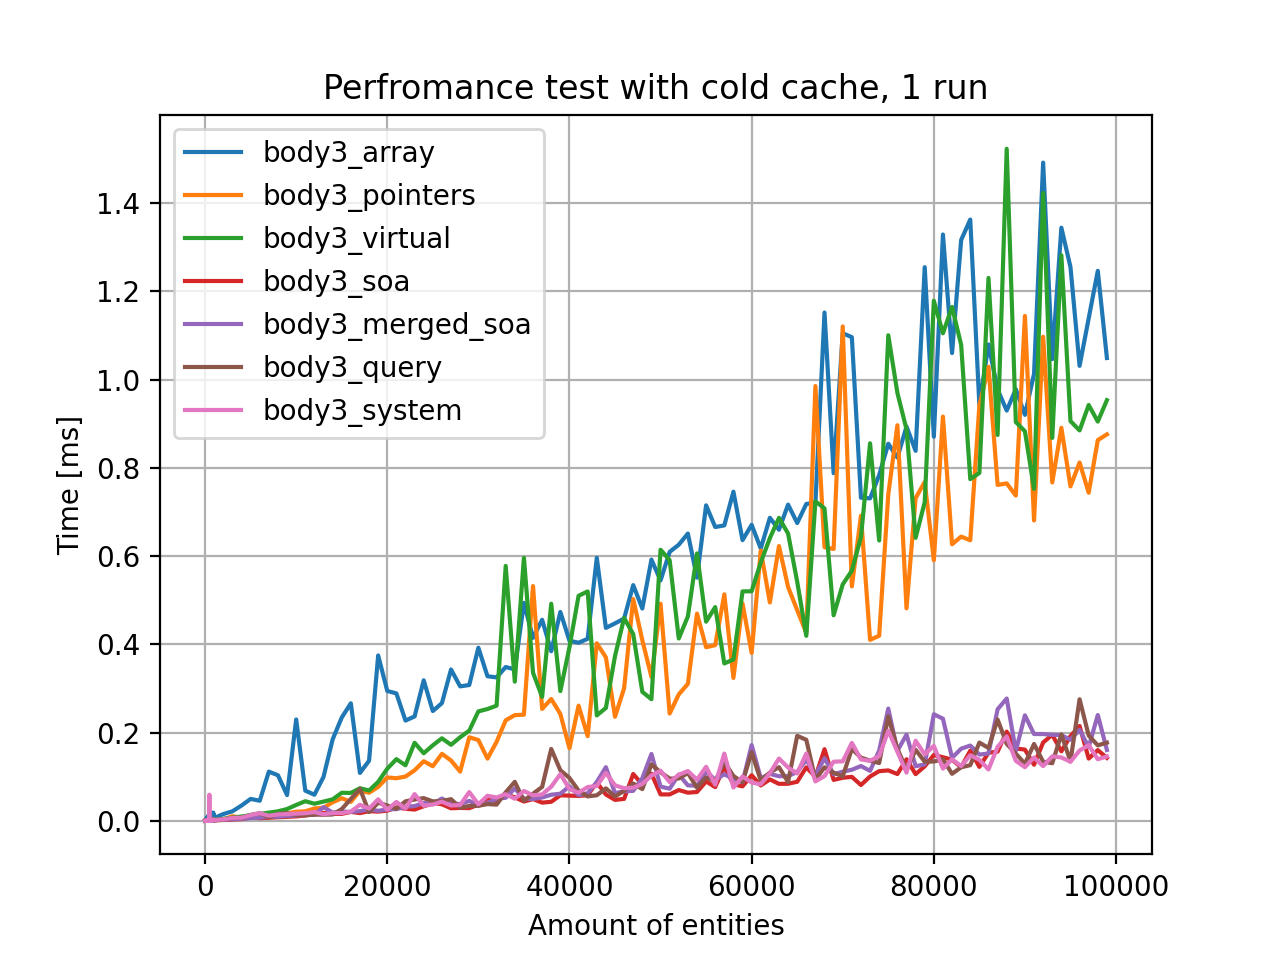 Perfromance test with cold cache, 1 run
body3_array
body3_pointers
body3_virtual
body3_soa
body3_merged_soa
body3_query
body3_system
Time [ms]
1.4
1.2
1.0
0.8
0.6
0.4
0.2
0.0
0 20000 40000 60000 80000 100000
Amount of entities